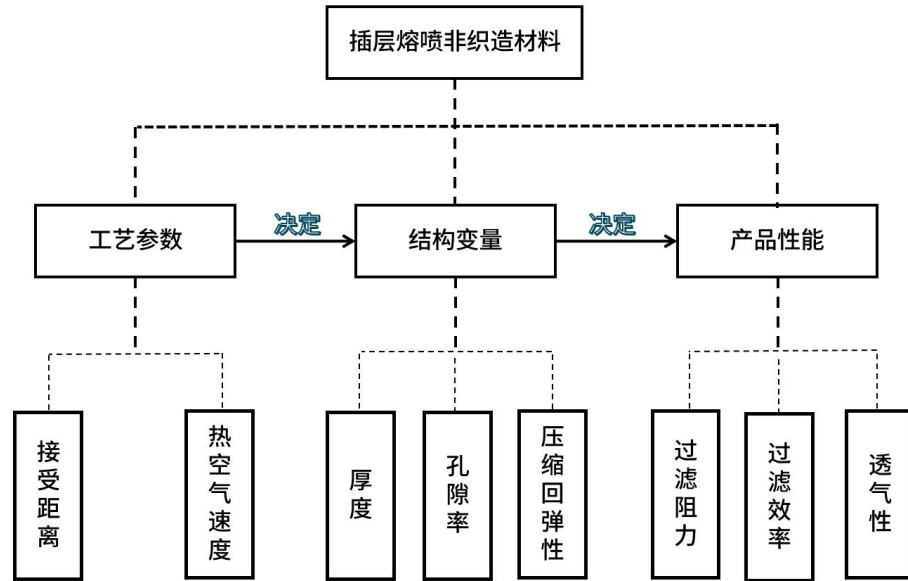 插层熔喷非织造材料
工艺参数
决定
结构变量
决定
产品性能
接受距离
热空气速度
厚度
孔隙率
压缩回弹性
过滤阻力
过滤效率
透气性